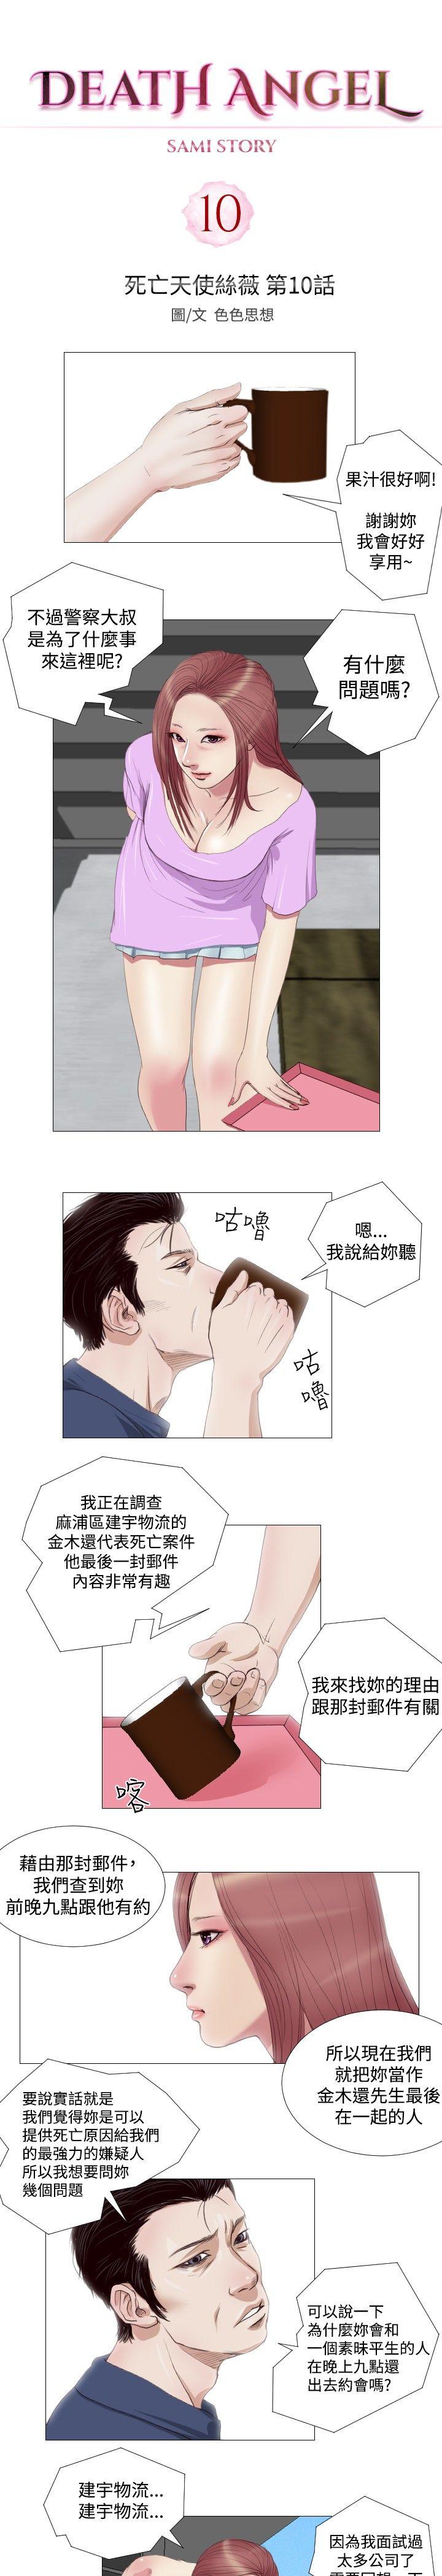 DEATH ANGEL
SAMI STORY
10
死亡天使絲薇 第10話
圖/文 色色思想
果汁很好啊!
謝謝妳
我會好好
享用~
不過警察大叔
是為了什麼事
來這裡呢?
有什麼
問題嗎?
咕嚕
嗯...
我說給妳聽
咕嚕
我正在調查
麻浦區建宇物流的
金木還代表死亡案件
他最後一封郵件
內容非常有趣
我來找妳的理由
跟那封郵件有關
喀
藉由那封郵件,
我們查到妳
前晚九點跟他有約
所以現在我們
就把妳當作
金木還先生最後
在一起的人
要說實話就是
我們覺得妳是可以
提供死亡原因給我們
的最強力的嫌疑人
所以我想要問妳
幾個問題
可以說一下
為什麼妳會和
一個素昧平生的人
在晚上九點還
出去約會嗎?
建宇物流...
建宇物流...
因為我面試過
太多公司了